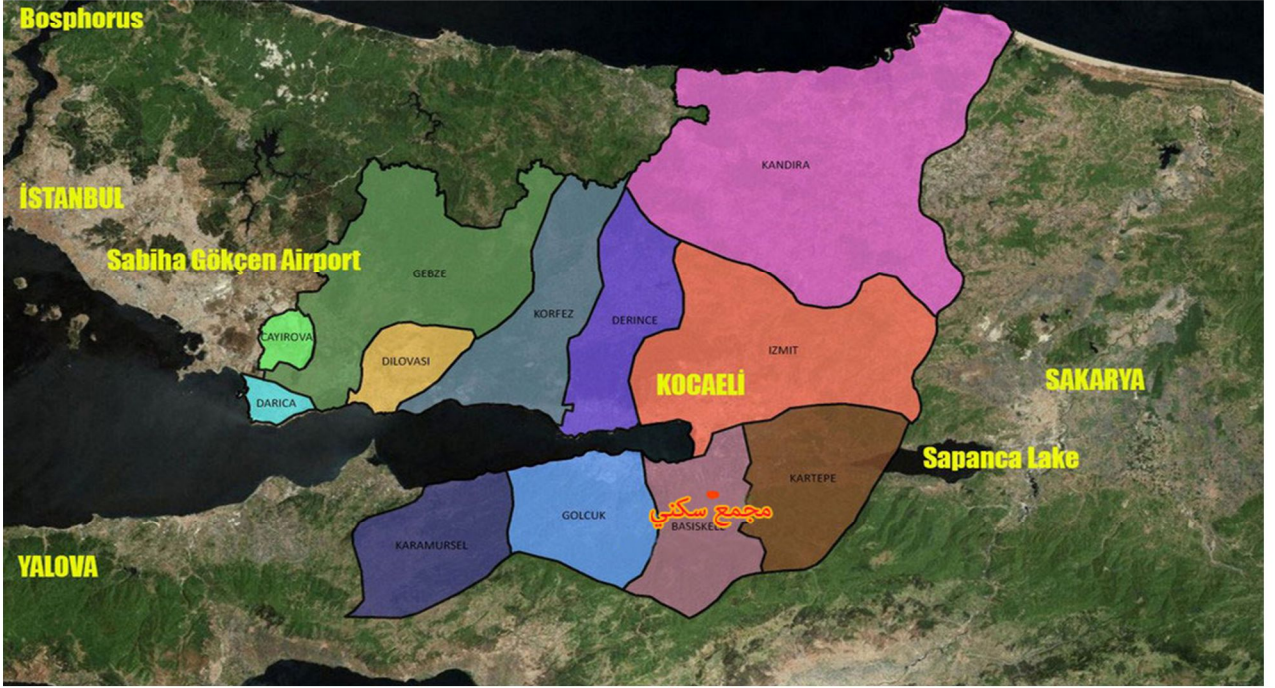 Bosphorus
KANDIRA
İSTANBUL
Sabiha Gökçen Airport
GEBZE
KORFEZ
DERINCE
CAYIROVA
DILOVASI
IZMIT
KOCAELİ
SAKARYA
DARICA
Sapanca Lake
KARTEPE
مجمع سكني
GOLCUK
KARAMURSEL
YALOVA